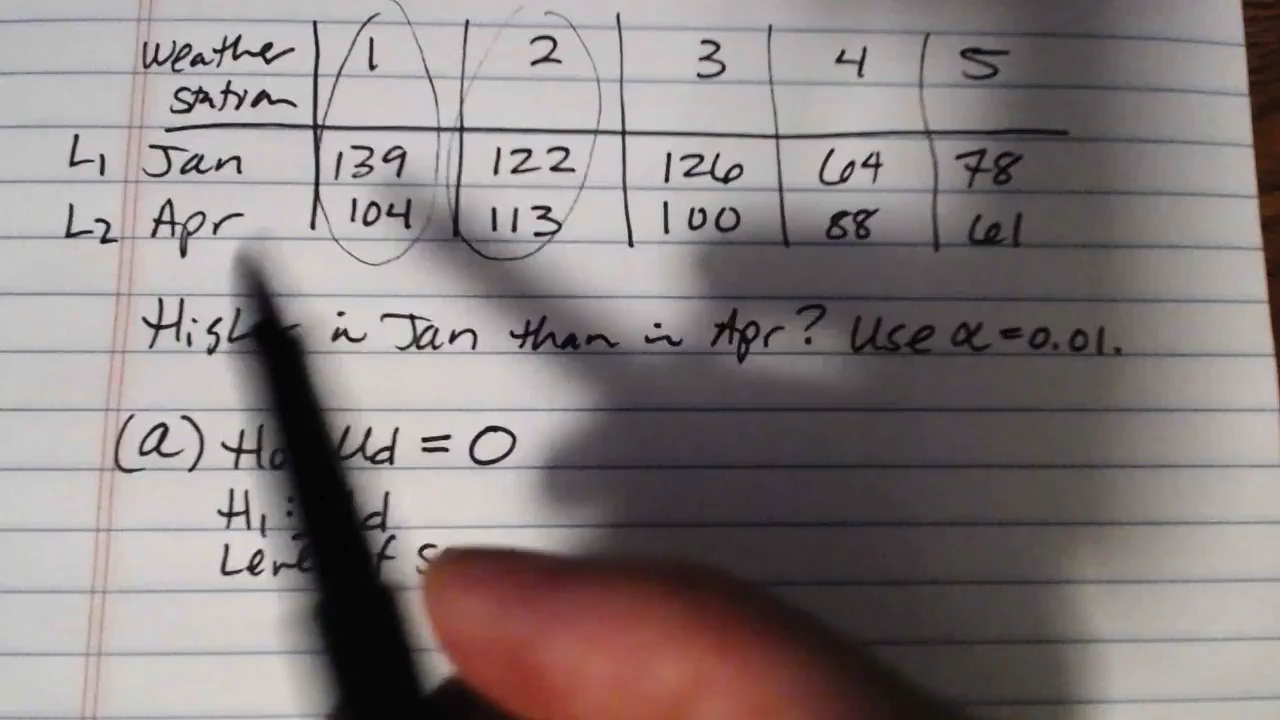 Weather 1 2 3 4 5
station
L1 Jan 139 122 126 64 78
L2 Apr 104 113 100 88 61
in Jan than in Apr? Use α=0.01.
(a) H0 μd = 0
H1 : d